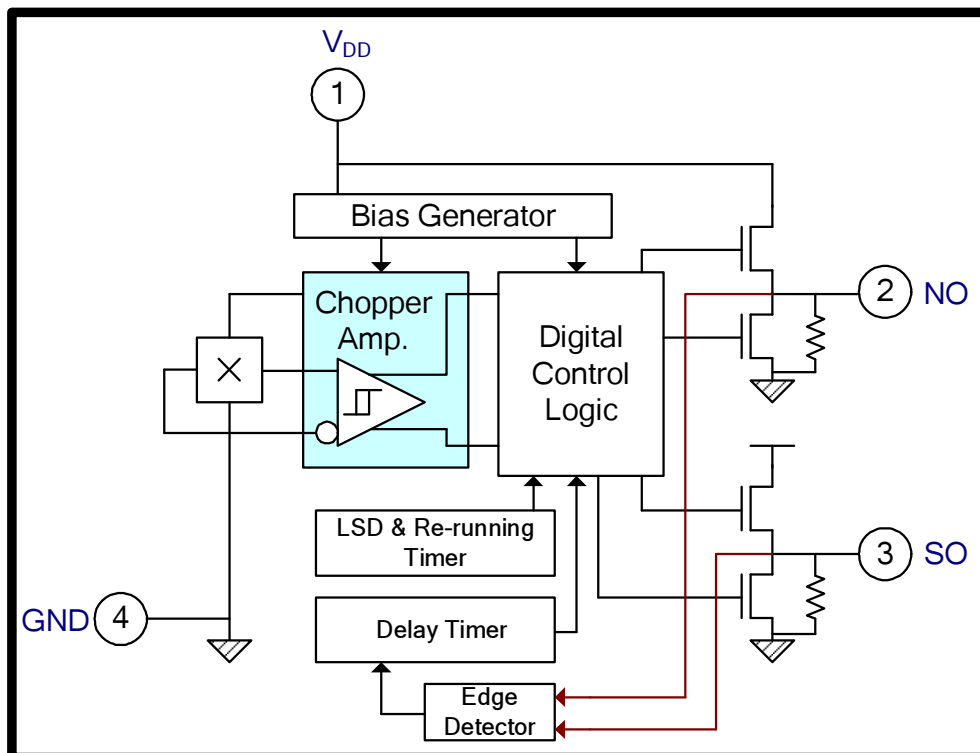 VDD
1
Bias Generator
Chopper
Amp.
Digital
Control
Logic
2 NO
LSD & Re-running
Timer
3 SO
GND 4
Delay Timer
Edge
Detector